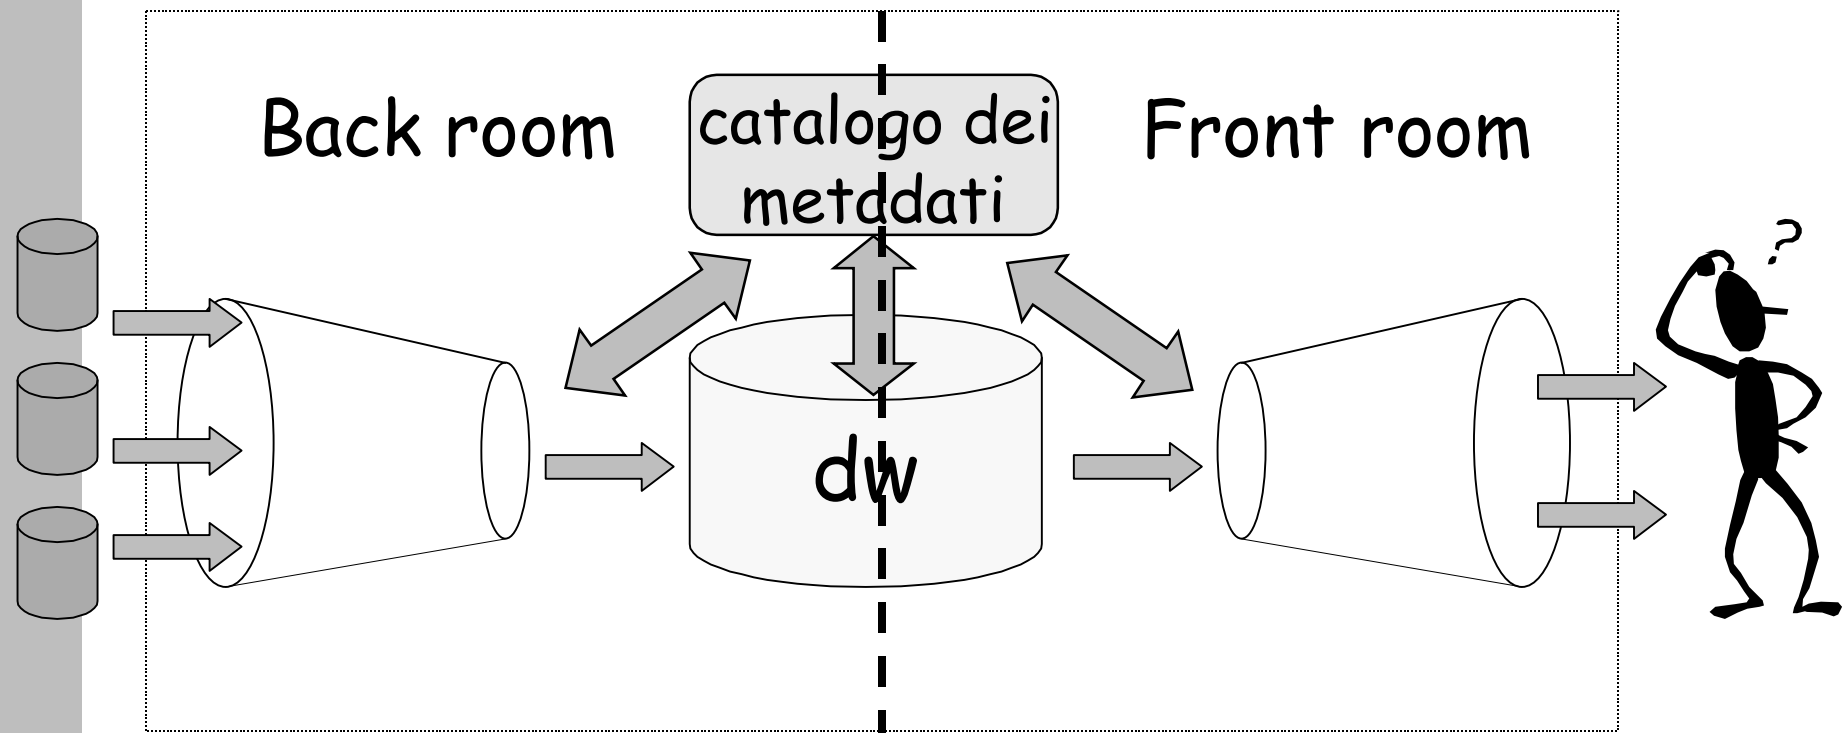 Back room
catalogo dei
metadati
Front room
?
dw